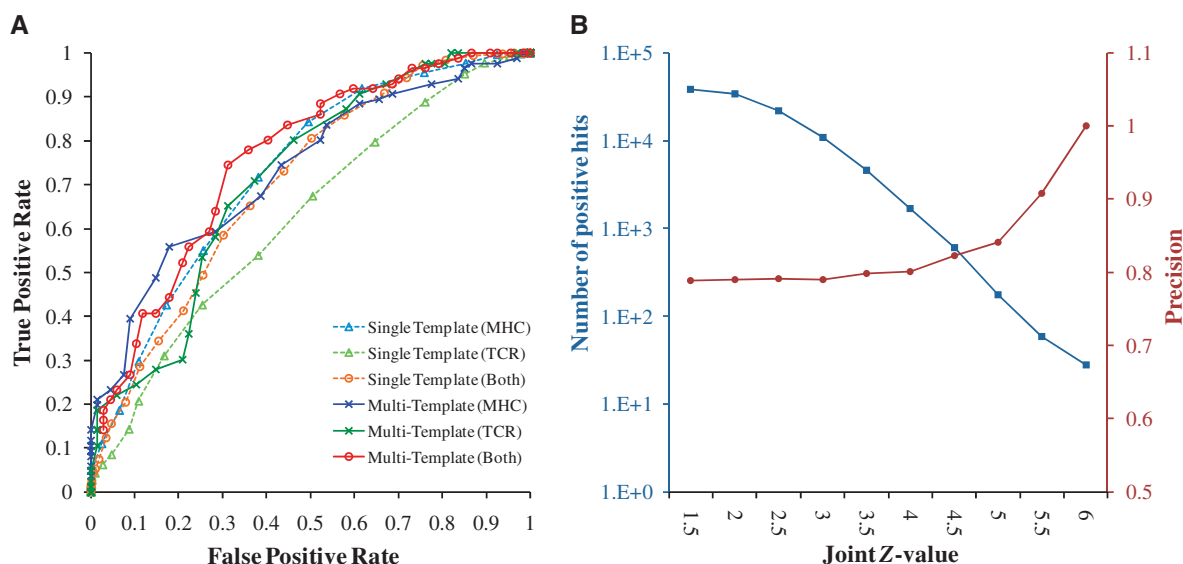 A
True Positive Rate
1
0.9
0.8
0.7
0.6
0.5
0.4
0.3
0.2
0.1
0
0 0.1 0.2 0.3 0.4 0.5 0.6 0.7 0.8 0.9 1
False Positive Rate
Single Template (MHC)
Single Template (TCR)
Single Template (Both)
Multi-Template (MHC)
Multi-Template (TCR)
Multi-Template (Both)
B
Number of positive hits
1.E+5
1.E+4
1.E+3
1.E+2
1.E+1
1.E+0
1.5 2 2.5 3 3.5 4 4.5 5 5.5 6
Joint Z-value
1.1
1
0.9
0.8
0.7
0.6
0.5
Precision